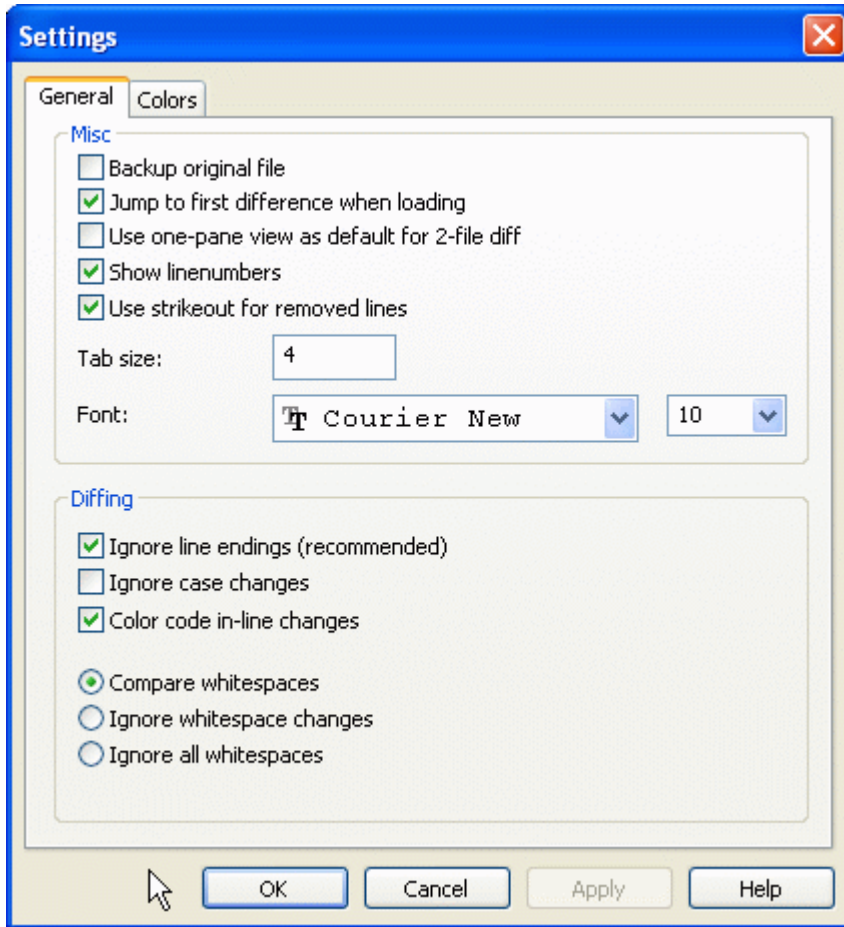 Settings
General
Colors
Misc
Backup original file
Jump to first difference when loading
Use one-pane view as default for 2-file diff
Show linenumbers
Use strikeout for removed lines
Tab size: 4
Font: Courier New 10
Diffing
Ignore line endings (recommended)
Ignore case changes
Color code in-line changes
Compare whitespaces
Ignore whitespace changes
Ignore all whitespaces
OK Cancel Apply Help